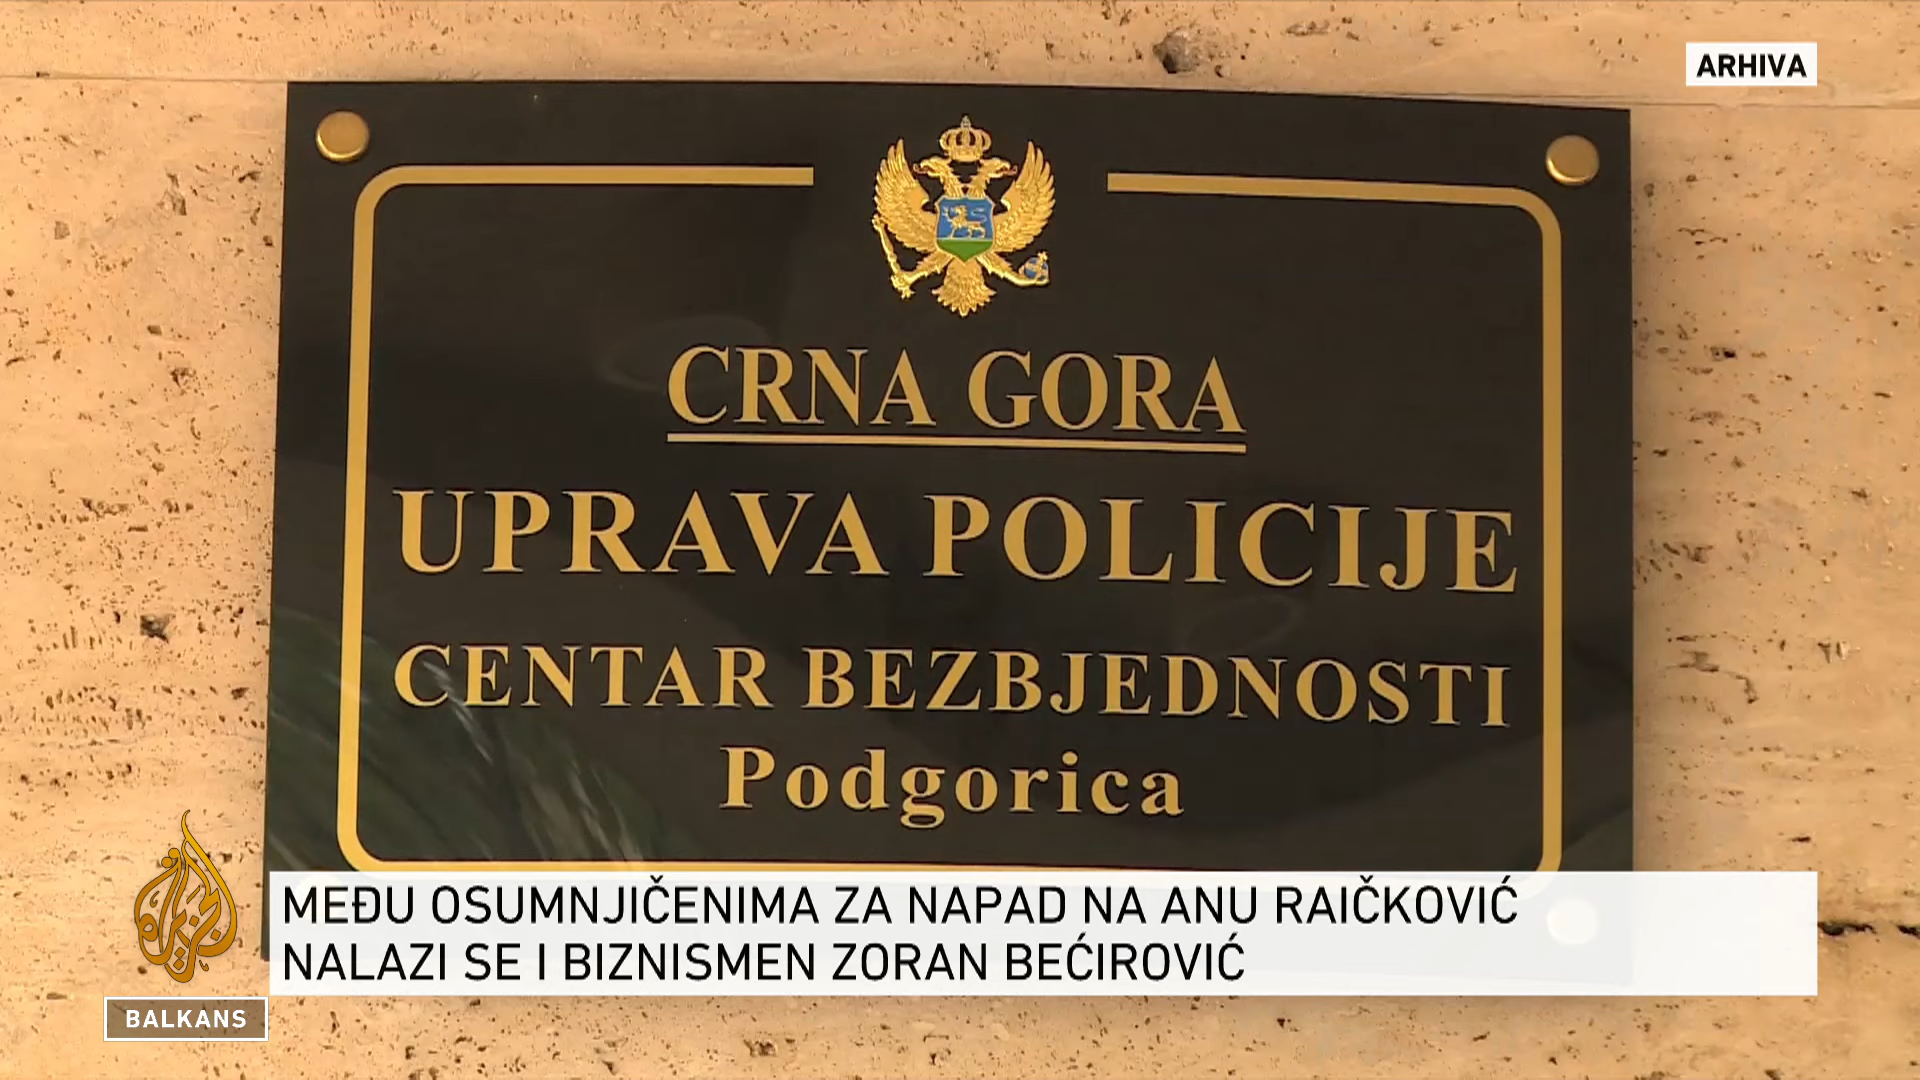 ARHIVA
CRNA GORA
UPRAVA POLICIJE
CENTAR BEZBJEDNOSTI
Podgorica
MEĐU OSUMNJIČENIMA ZA NAPAD NA ANU RAIČKOVIĆ
NALAZI SE I BIZNISMEN ZORAN BEĆIROVIĆ
الجزيرة
BALKANS